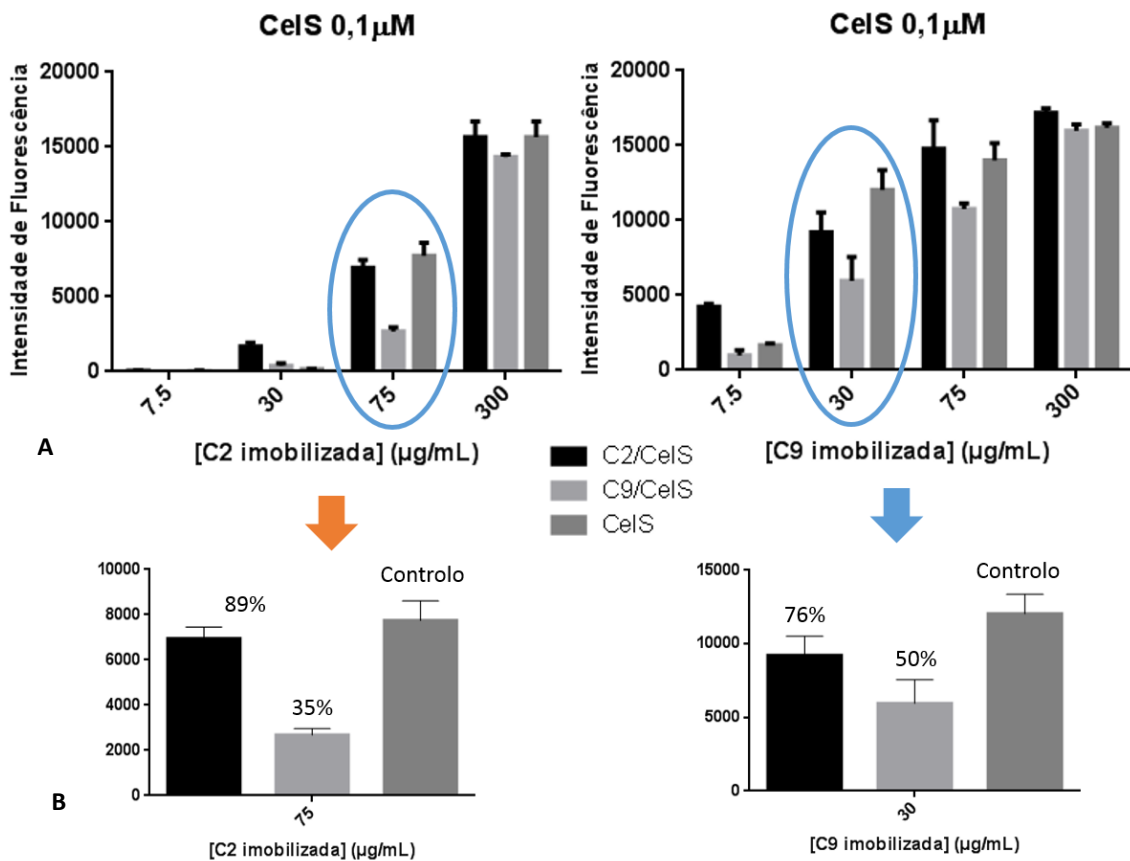 CelS 0,1µM
Intensidade de Fluorescência
20000
15000
10000
5000
0
7.5
30
75
300
[C2 imobilizada] (µg/mL)
CelS 0,1µM
Intensidade de Fluorescência
20000
15000
10000
5000
0
7.5
30
75
300
[C9 imobilizada] (µg/mL)
A
C2/CelS
C9/CelS
CelS
10000
8000
6000
4000
2000
0
89%
35%
Controlo
75
[C2 imobilizada] (µg/mL)
15000
10000
5000
0
76%
50%
Controlo
30
[C9 imobilizada] (µg/mL)
B